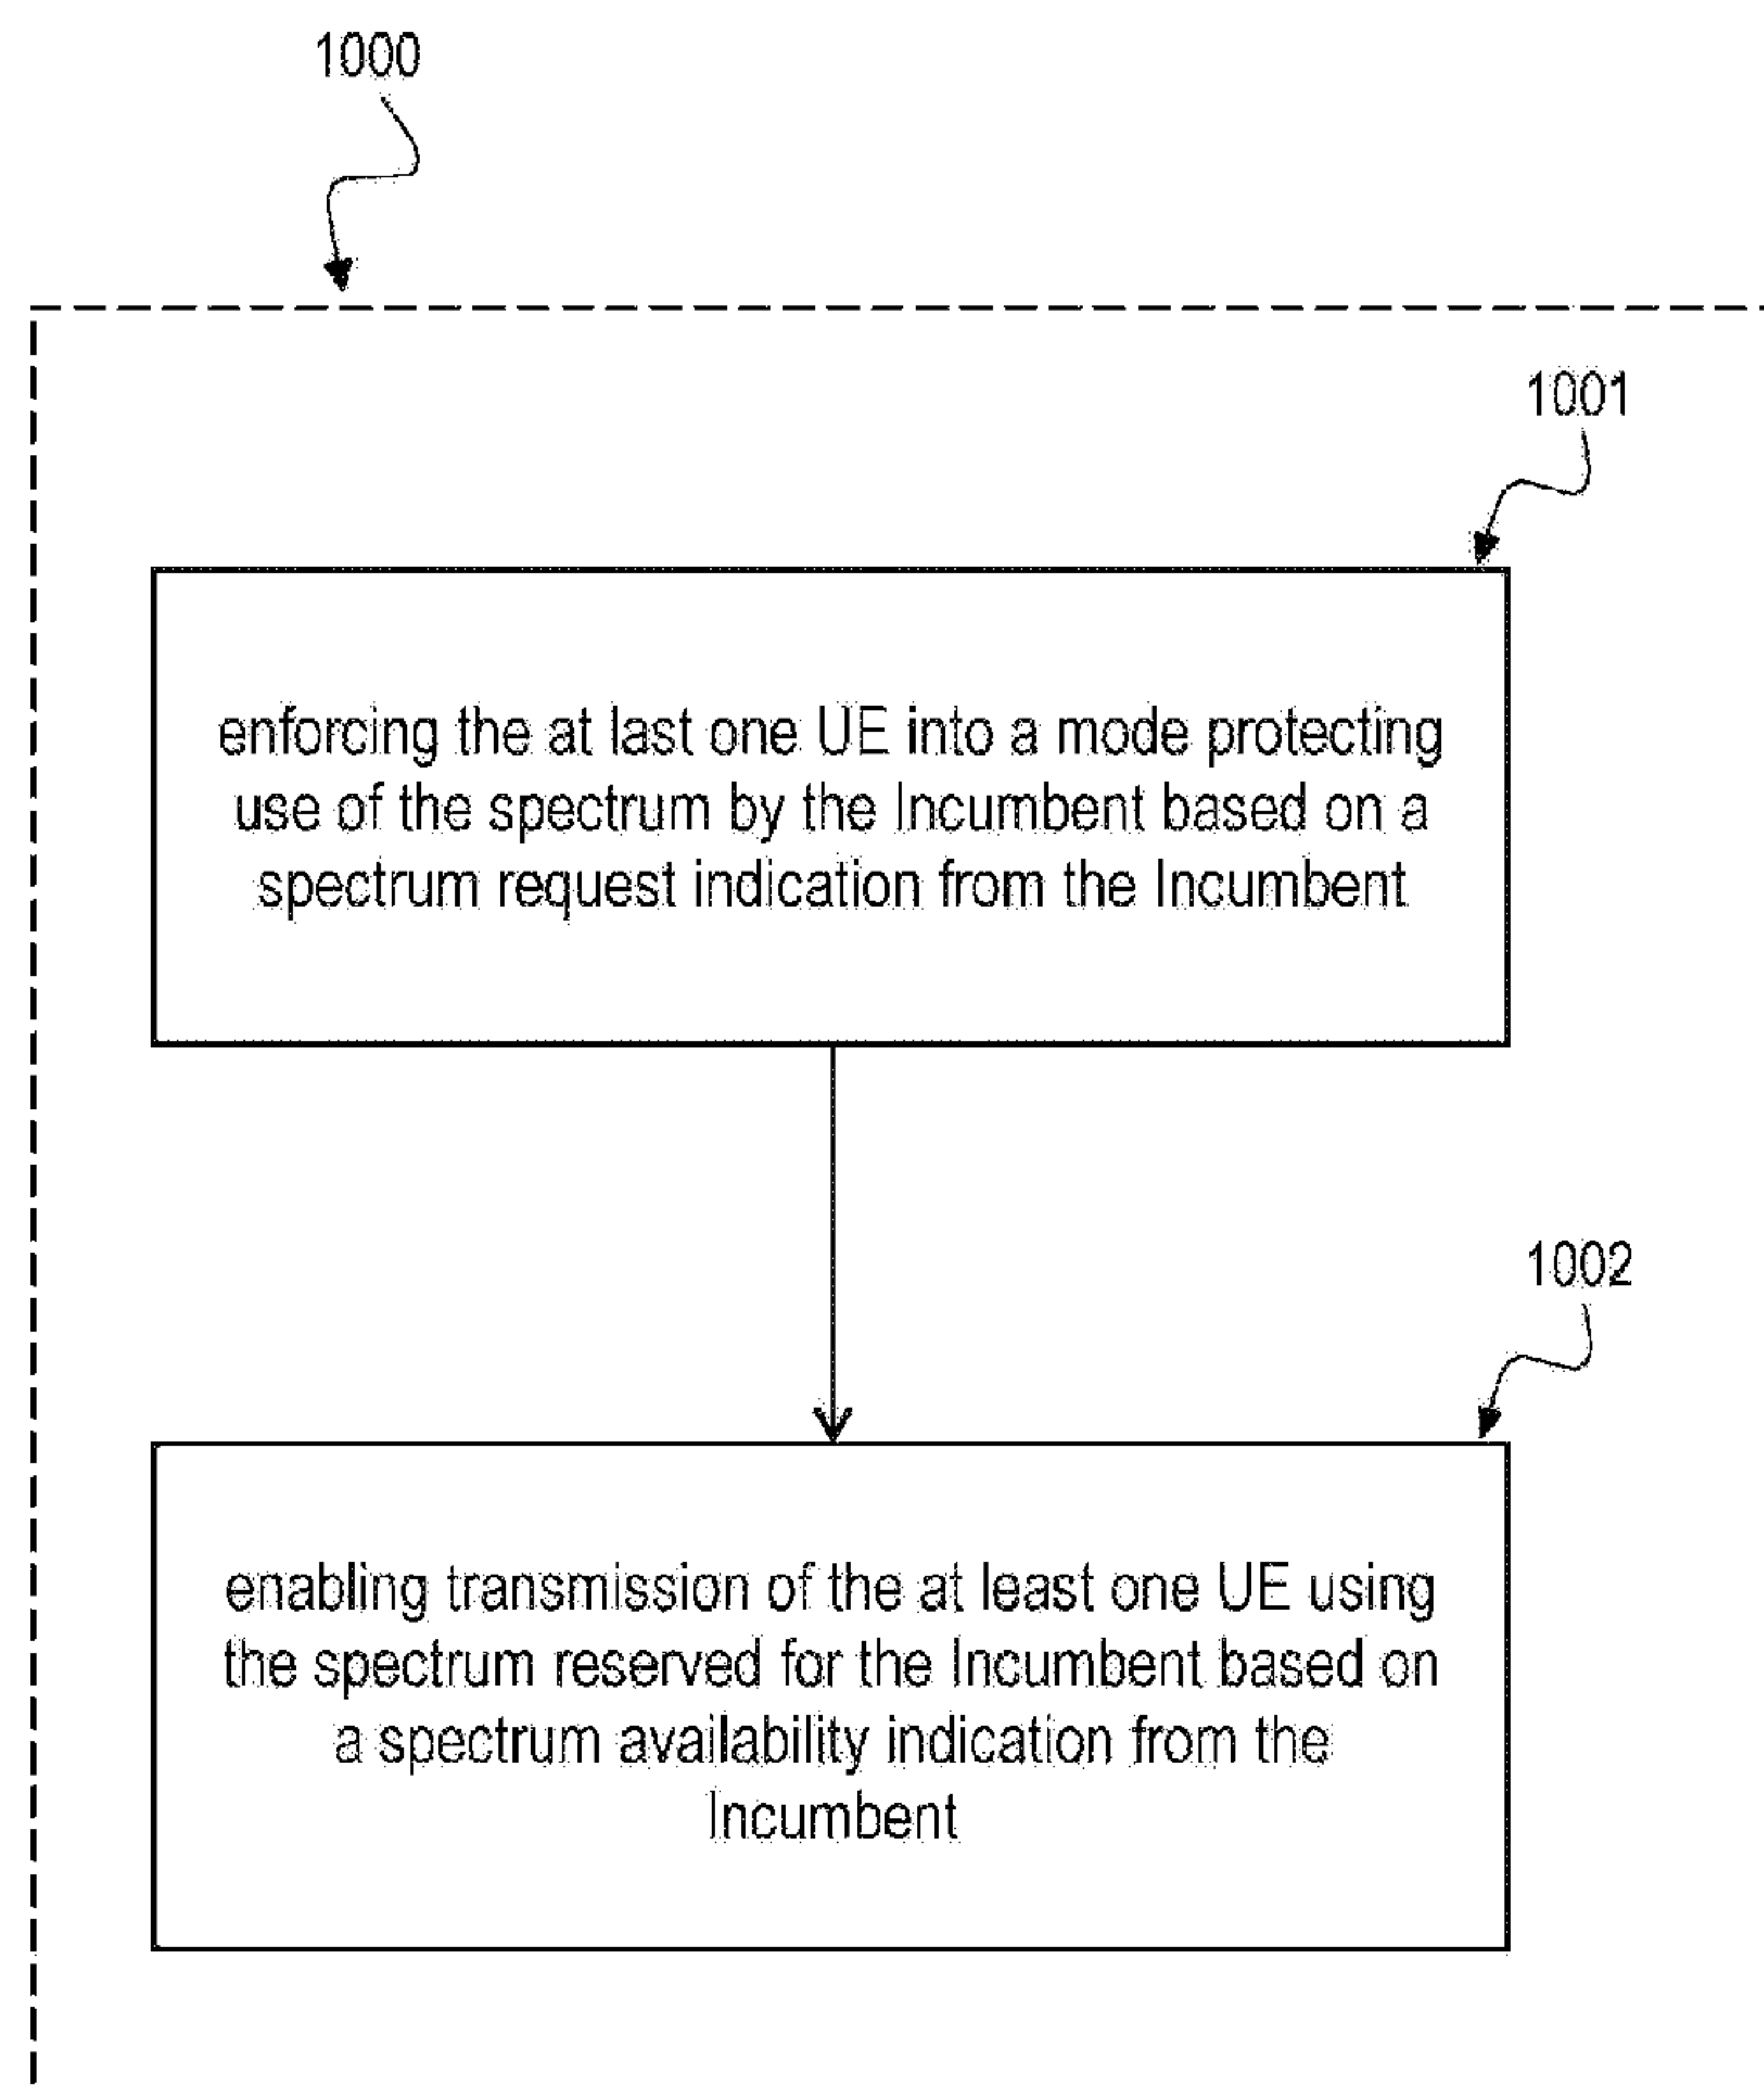 1000
1001
enforcing the at last one UE into a mode protecting
use of the spectrum by the Incumbent based on a
spectrum request indication from the Incumbent
1002
enabling transmission of the at least one UE using
the spectrum reserved for the Incumbent based on
a spectrum availability indication from the
Incumbent